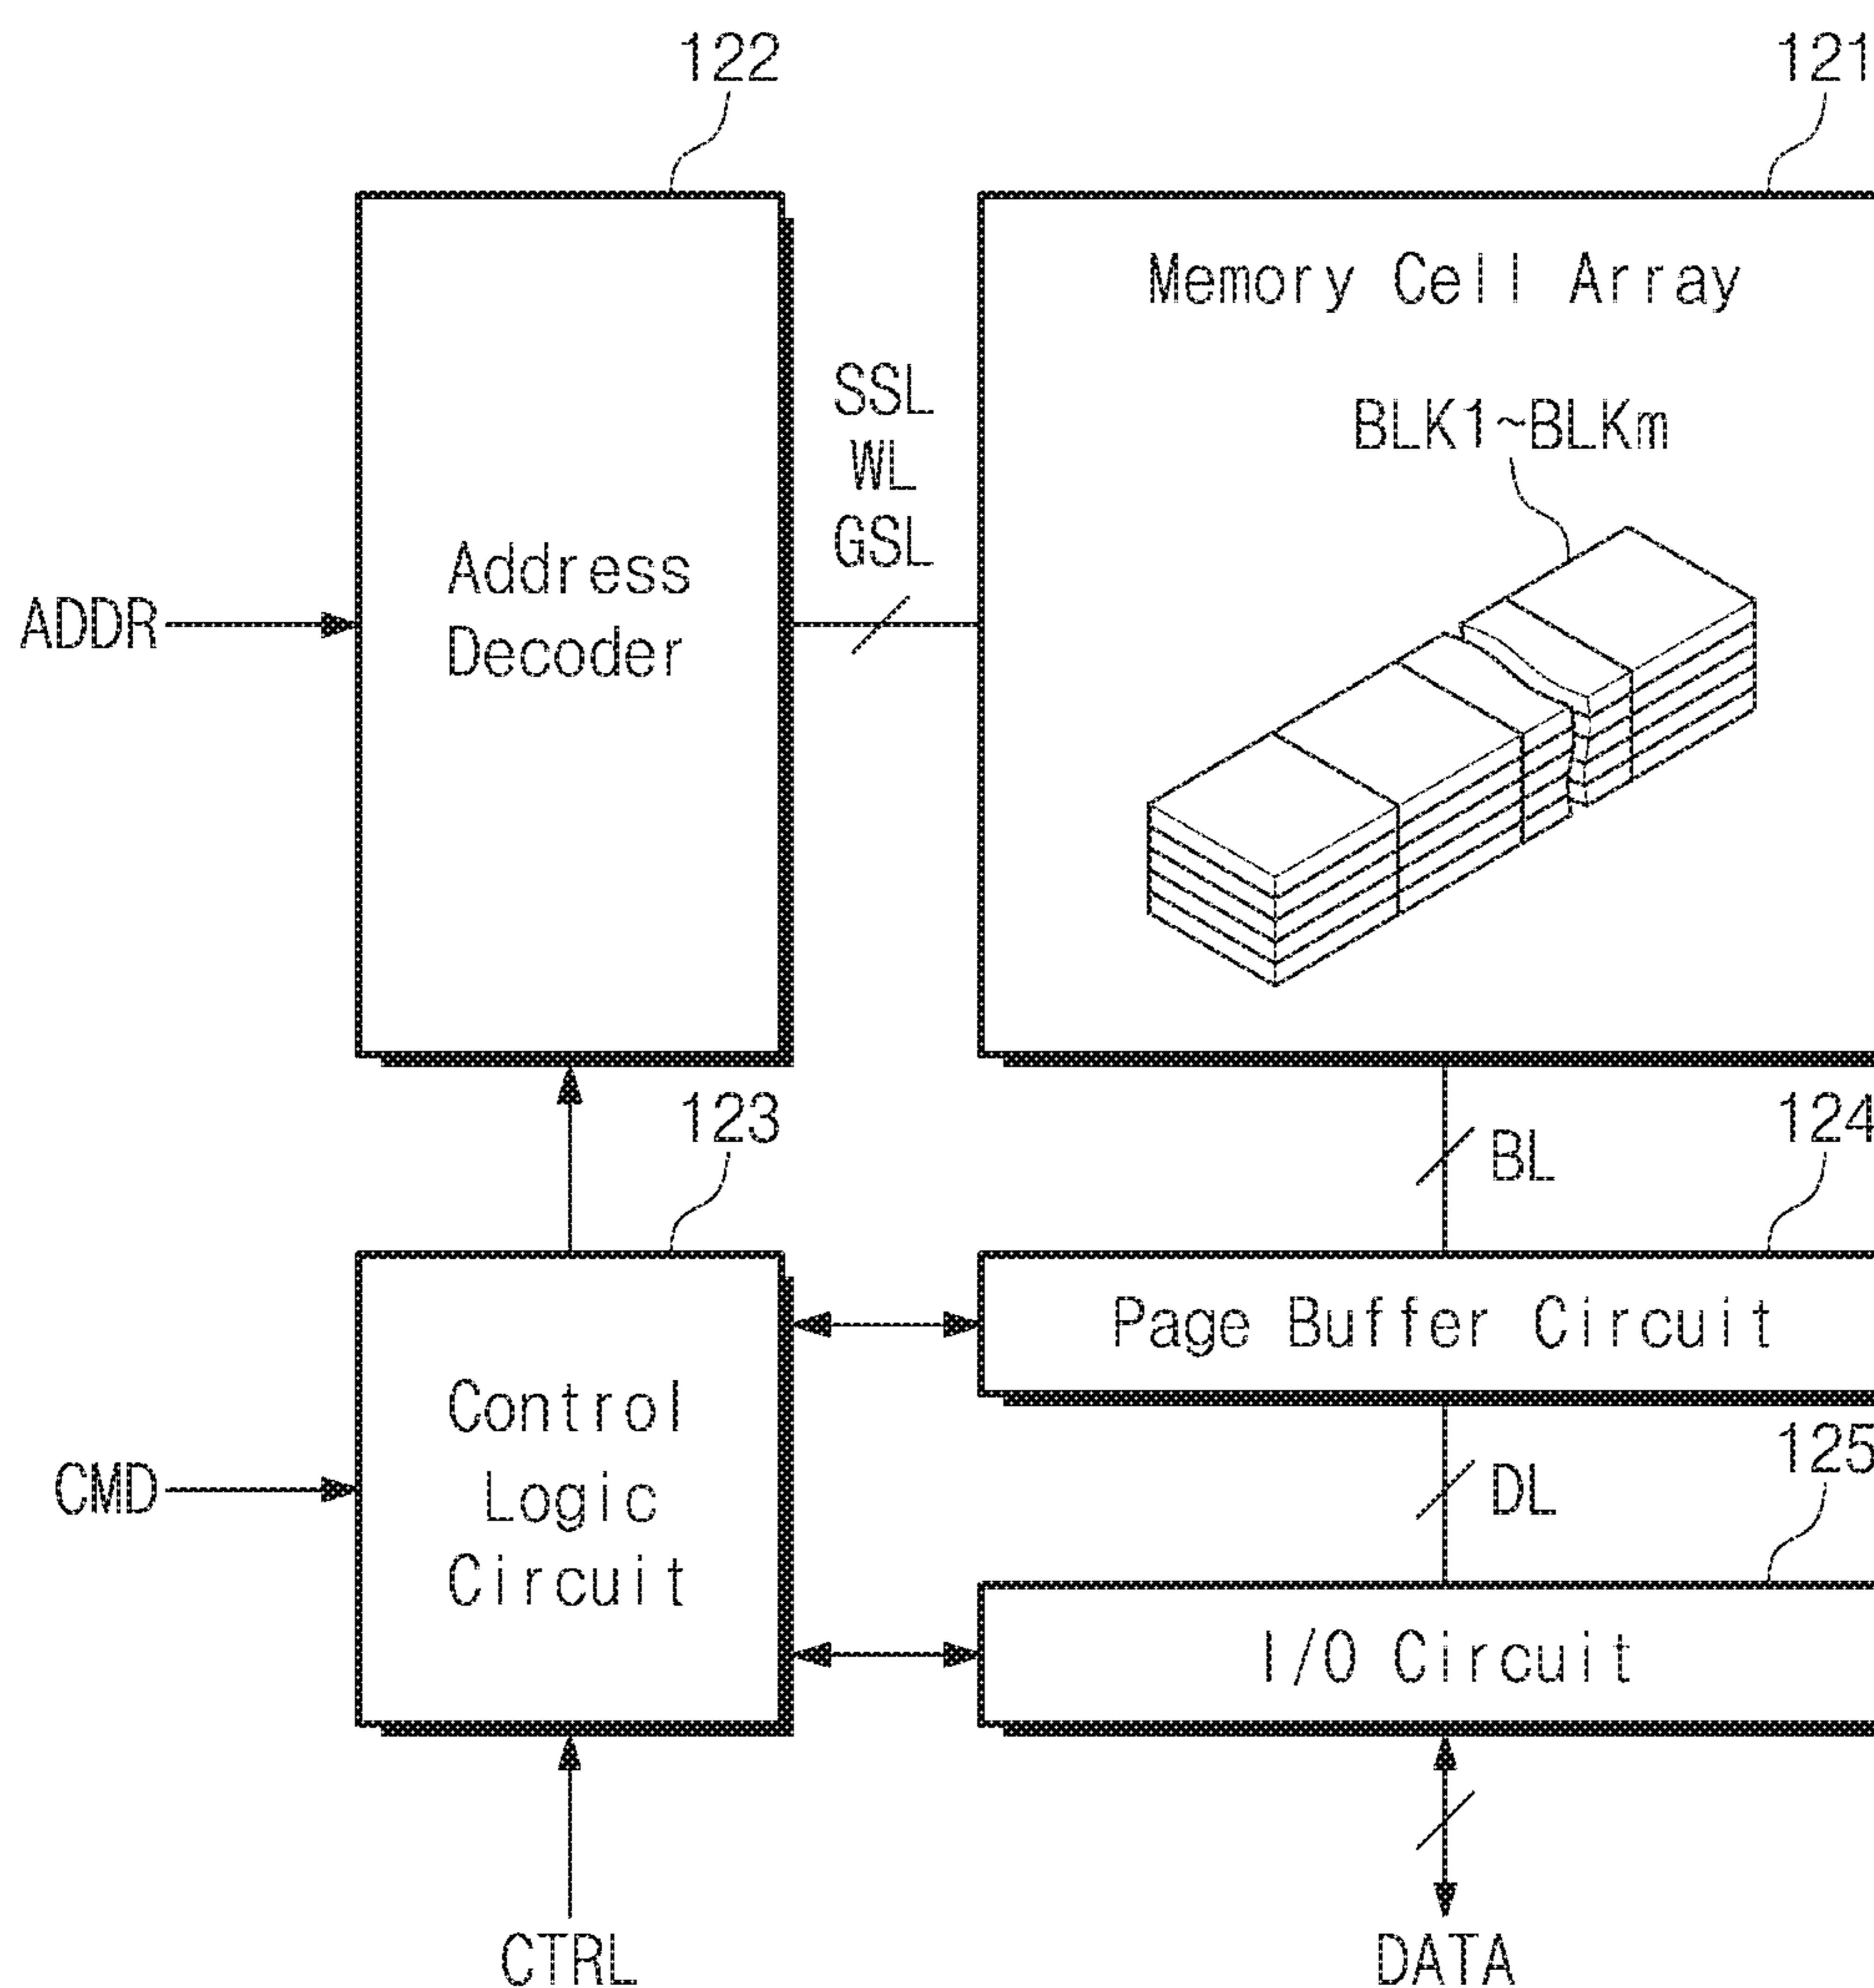 122
121
Memory Cell Array
SSL
WL
GSL
BLK1~BLKm
Address
Decoder
ADDR
123
124
BL
Page Buffer Circuit
Control
Logic
Circuit
CMD
125
DL
I/O Circuit
CTRL
DATA